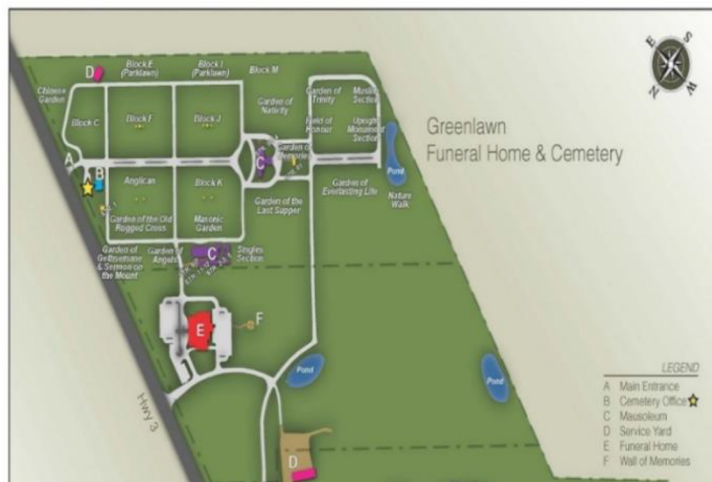 Block E
(Parklawn)
Block I
(Parklawn)
Block M
D
Chinese
Garden
Garden of
Trinity
Muslim
Section
Garden of
Nativity
Block C
Block F
Block J
Field of
Honour
Upright
Monument
Section
A
C
Garden of
Memories
B
Anglican
Block K
Garden of
Everlasting Life
Pond
Nature
Walk
Garden of the Old
Rugged Cross
Masonic
Garden
Garden of the
Last Supper
Garden of
Gethsemane
& Sermon on
the Mount
Garden of
Angels
C
Singles
Section
E
F
Pond
Pond
Hwy 3
D
E
S
N
W
Greenlawn
Funeral Home & Cemetery
LEGEND
A Main Entrance
B Cemetery Office
C Mausoleum
D Service Yard
E Funeral Home
F Wall of Memories